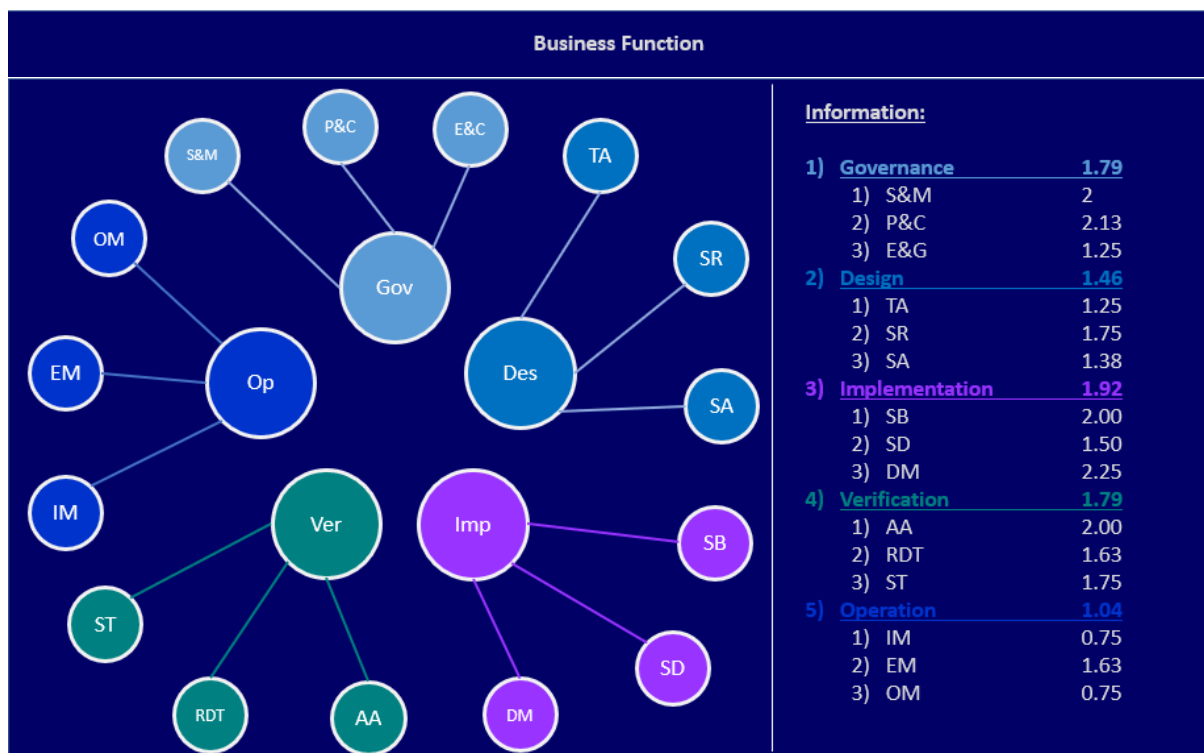 Business Function
P&C
E&C
S&M
TA
OM
SR
Gov
EM
Op
Des
SA
IM
Ver
Imp
SB
ST
SD
RDT
AA
DM
Information:
1) Governance 1.79
1) S&M 2
2) P&C 2.13
3) E&G 1.25
2) Design 1.46
1) TA 1.25
2) SR 1.75
3) SA 1.38
3) Implementation 1.92
1) SB 2.00
2) SD 1.50
3) DM 2.25
4) Verification 1.79
1) AA 2.00
2) RDT 1.63
3) ST 1.75
5) Operation 1.04
1) IM 0.75
2) EM 1.63
3) OM 0.75